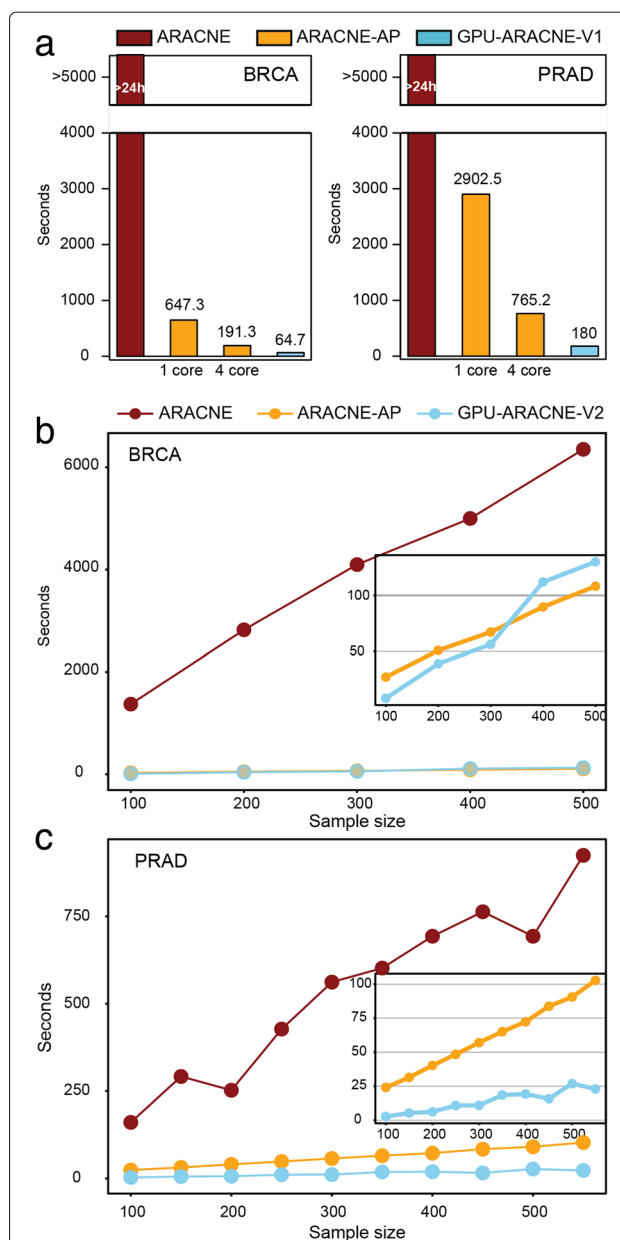 a
ARACNE ARACNE-AP GPU-ARACNE-V1
>5000 >24h BRCA
>5000 >24h PRAD
Seconds
4000
3000
2000
1000
0
647.3
191.3
64.7
1 core 4 core
Seconds
4000
3000
2000
1000
0
2902.5
765.2
180
1 core 4 core
ARACNE ARACNE-AP GPU-ARACNE-V2
b
BRCA
Seconds
6000
4000
2000
0
100 200 300 400 500
Sample size
100
50
100 200 300 400 500
c
PRAD
Seconds
750
500
250
0
100 200 300 400 500
Sample size
100
75
50
25
0
100 200 300 400 500